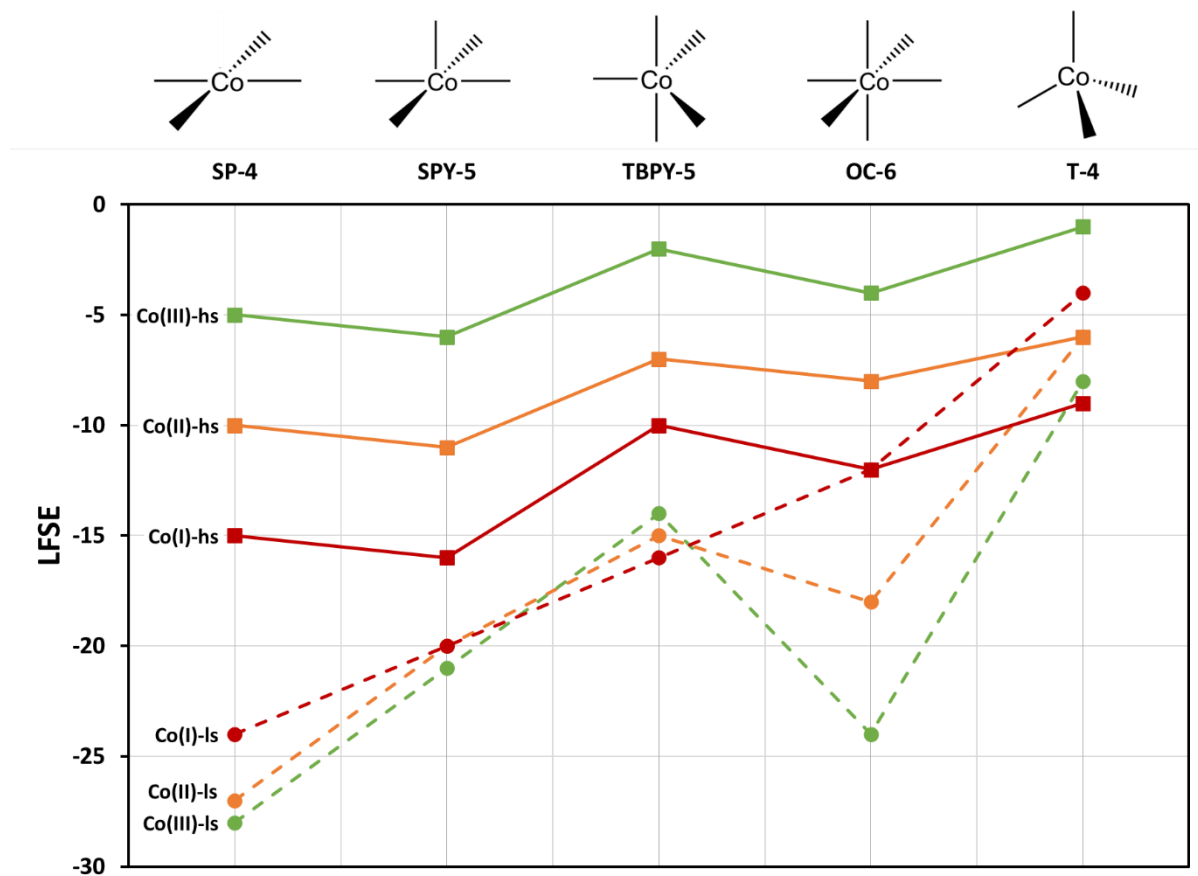 Co Co Co Co Co
SP-4 SPY-5 TBPY-5 OC-6 T-4
0
-5
-10
-15
-20
-25
-30
LFSE
Co(III)-hs
Co(II)-hs
Co(I)-hs
Co(I)-ls
Co(II)-ls
Co(III)-ls